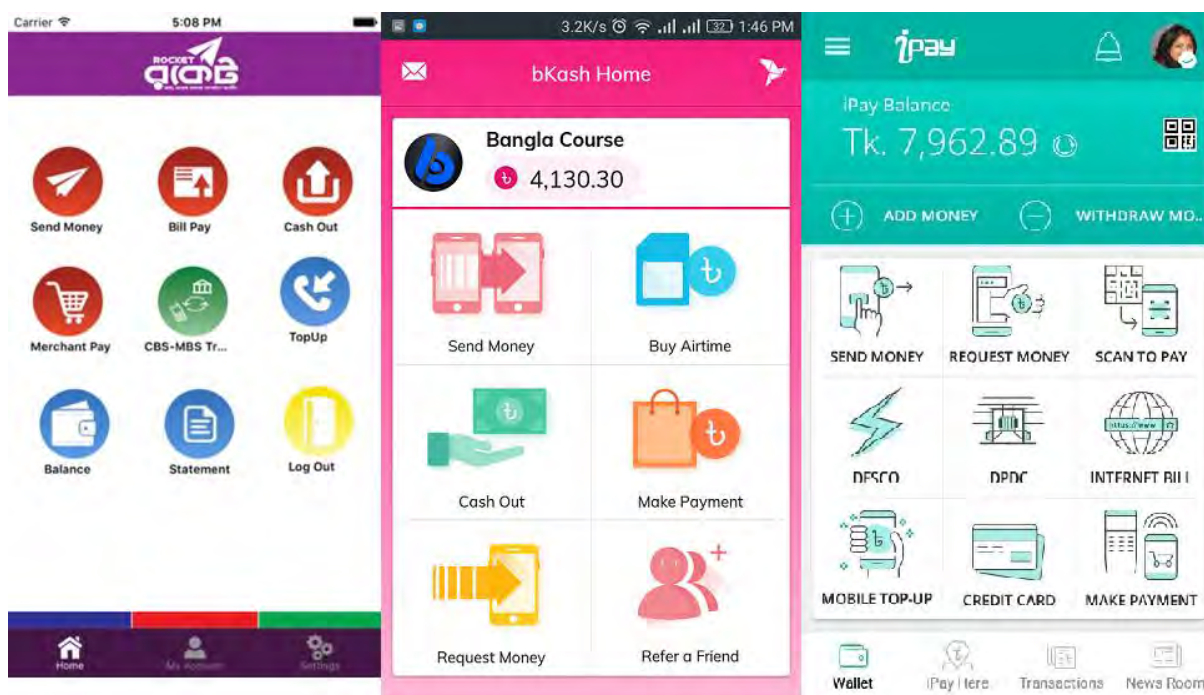 Carrier
5:08 PM
ROCKET
রকেট
Send Money
Bill Pay
Cash Out
Merchant Pay
CBS-MBS Tr...
TopUp
Balance
Statement
Log Out
Home
My Account
Settings
3.2K/s
32
1:46 PM
bKash Home
Bangla Course
৳ 4,130.30
Send Money
৳
Buy Airtime
৳
Cash Out
৳
Make Payment
Request Money
Refer a Friend
iPay
iPay Balance
Tk. 7,962.89
ADD MONEY
WITHDRAW MO..
SEND MONEY
REQUEST MONEY
SCAN TO PAY
DESCO
DPDC
INTERNET BILL
MOBILE TOP-UP
CREDIT CARD
MAKE PAYMENT
Wallet
iPay Here
Transactions
News Room